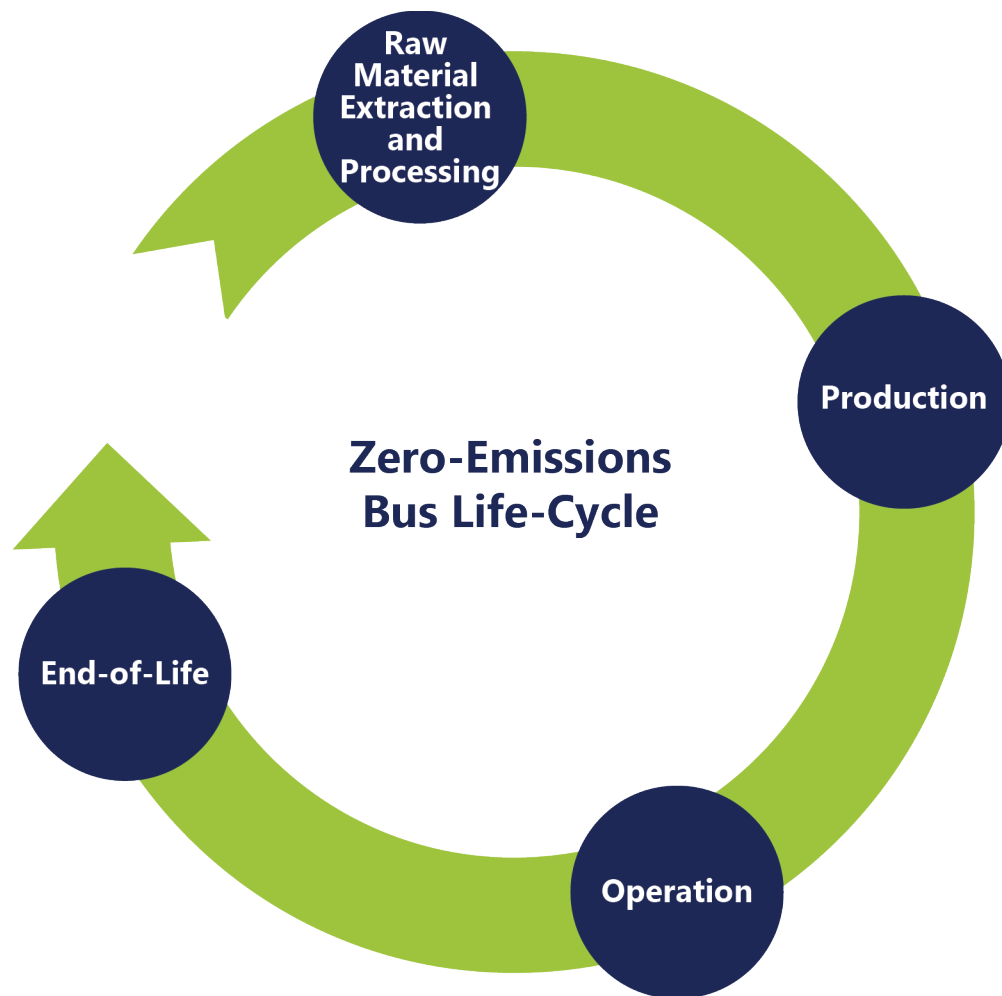 Raw
Material
Extraction
and
Processing
Production
Zero-Emissions
Bus Life-Cycle
End-of-Life
Operation